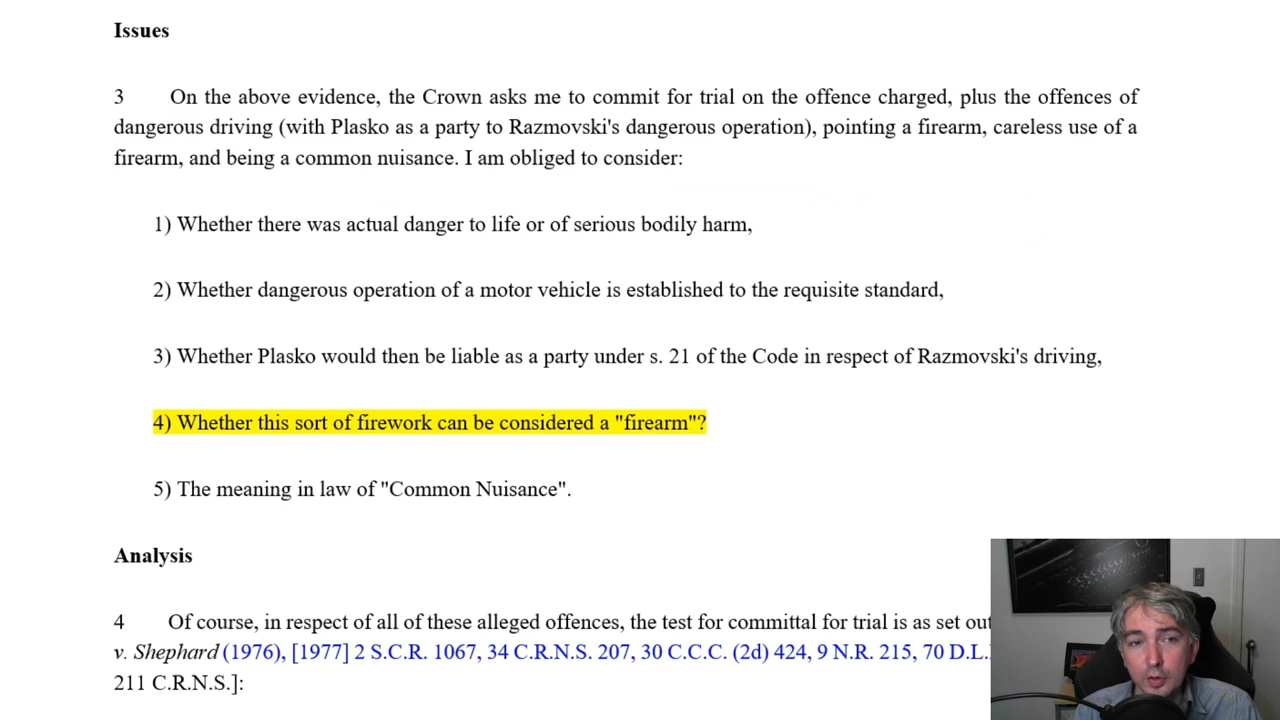 Issues
3 On the above evidence, the Crown asks me to commit for trial on the offence charged, plus the offences of
dangerous driving (with Plasko as a party to Razmovski's dangerous operation), pointing a firearm, careless use of a
firearm, and being a common nuisance. I am obliged to consider:
1) Whether there was actual danger to life or of serious bodily harm,
2) Whether dangerous operation of a motor vehicle is established to the requisite standard,
3) Whether Plasko would then be liable as a party under s. 21 of the Code in respect of Razmovski's driving,
4) Whether this sort of firework can be considered a "firearm"?
5) The meaning in law of "Common Nuisance".
Analysis
4 Of course, in respect of all of these alleged offences, the test for committal for trial is as set out
v. Shephard (1976), [1977] 2 S.C.R. 1067, 34 C.R.N.S. 207, 30 C.C.C. (2d) 424, 9 N.R. 215, 70 D.L.
211 C.R.N.S.]: